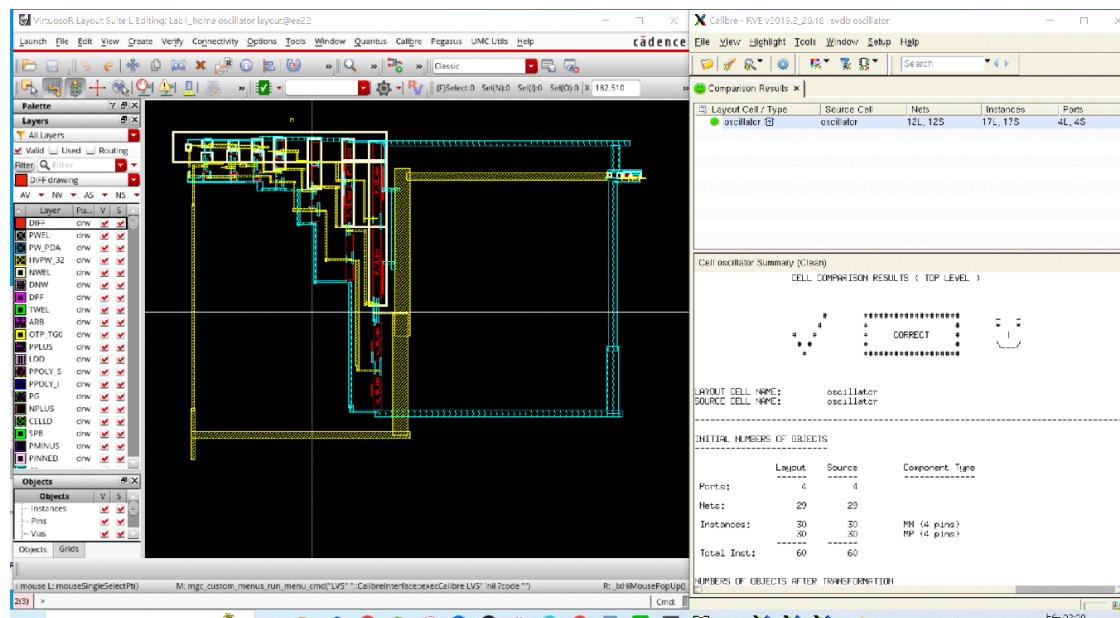 VirtuosoR Layout Suite L Editing: Lab1_home oscillator layout@ee22
Launch File Edit View Create Verify Connectivity Options Tools Window Quantus Calibre Pegasus UMC Utils Help
cādence
Classic
(F)Select:0 Sel(N):0 Sel(I):0 Sel(O):0 X 182.510
Palette
Layers
All Layers
Valid Used Routing
Filter Filter
DIFF drawing
AV NV AS NS
Layer Pu... V S
DIFF drw
PWEL drw
PW_PDA drw
HVPW_32 drw
NWEL drw
DNW drw
DPF drw
TWEL drw
ARB drw
OTP_TG0 drw
PPLUS drw
LDD drw
PPOLY_S drw
PPOLY_I drw
PG drw
NPLUS drw
CELLD drw
SPB drw
PMINUS drw
PINNED drw
Objects
Objects V S
Instances
Pins
Vias
Objects Grids
mouse L: mouseSingleSelectPt() M: mgc_custom_menus_run_menu_cmd("LVS" "::CalibreInterface::execCalibre LVS" 'nil ?code "") R: _lxHiMousePopUp()
2(3) > Cmd:
Calibre - RVE v2019.2_26.18 . svdb oscillator
File View Highlight Tools Window Setup Help
Search
Comparison Results
Layout Cell / Type Source Cell Nets Instances Ports
oscillator oscillator 12L, 12S 17L, 17S 4L, 4S
Cell oscillator Summary (Clean)
CELL COMPARISON RESULTS ( TOP LEVEL )
CORRECT
LAYOUT CELL NAME: oscillator
SOURCE CELL NAME: oscillator
INITIAL NUMBERS OF OBJECTS
Layout Source Component Type
Ports: 4 4
Nets: 29 29
Instances: 30 30 MN (4 pins)
30 30 MP (4 pins)
Total Inst: 60 60
NUMBERS OF OBJECTS AFTER TRANSFORMATION